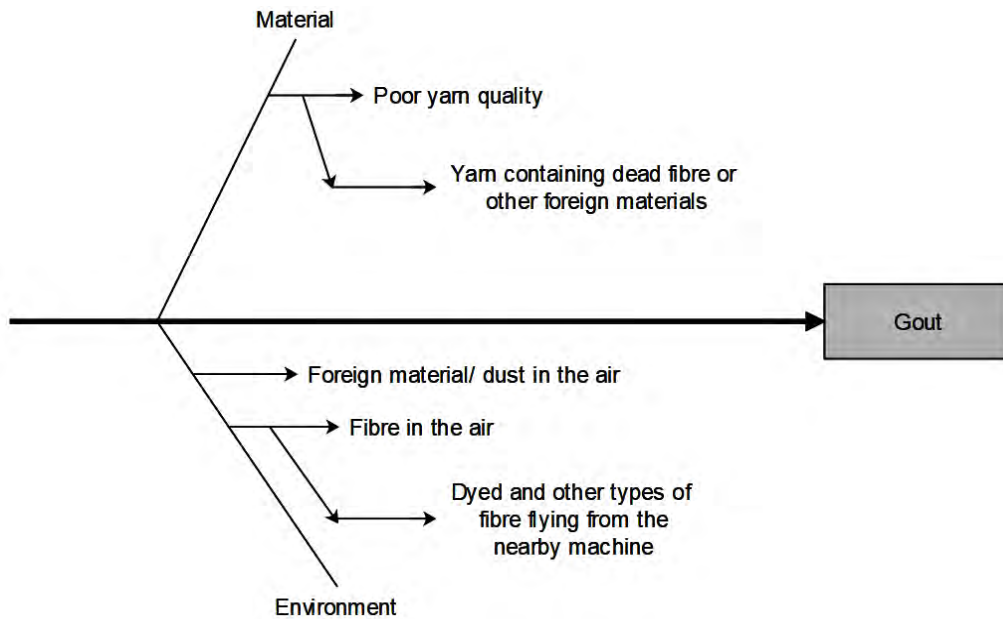 Material
Poor yarn quality
Yarn containing dead fibre or
other foreign materials
Gout
Foreign material/ dust in the air
Fibre in the air
Dyed and other types of
fibre flying from the
nearby machine
Environment